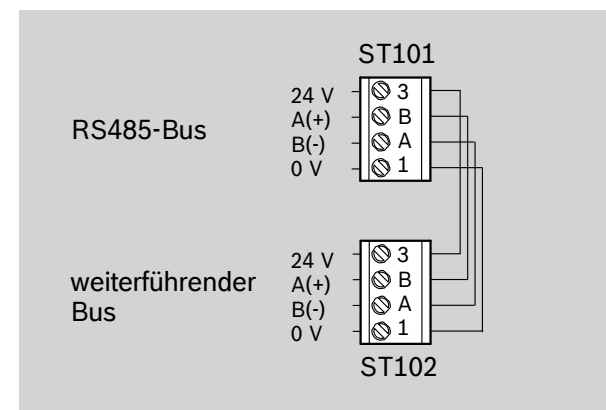 ST101
RS485-Bus
24 V 3
A(+) B
B(-) A
0 V 1
weiterführender
Bus
24 V 3
A(+) B
B(-) A
0 V 1
ST102